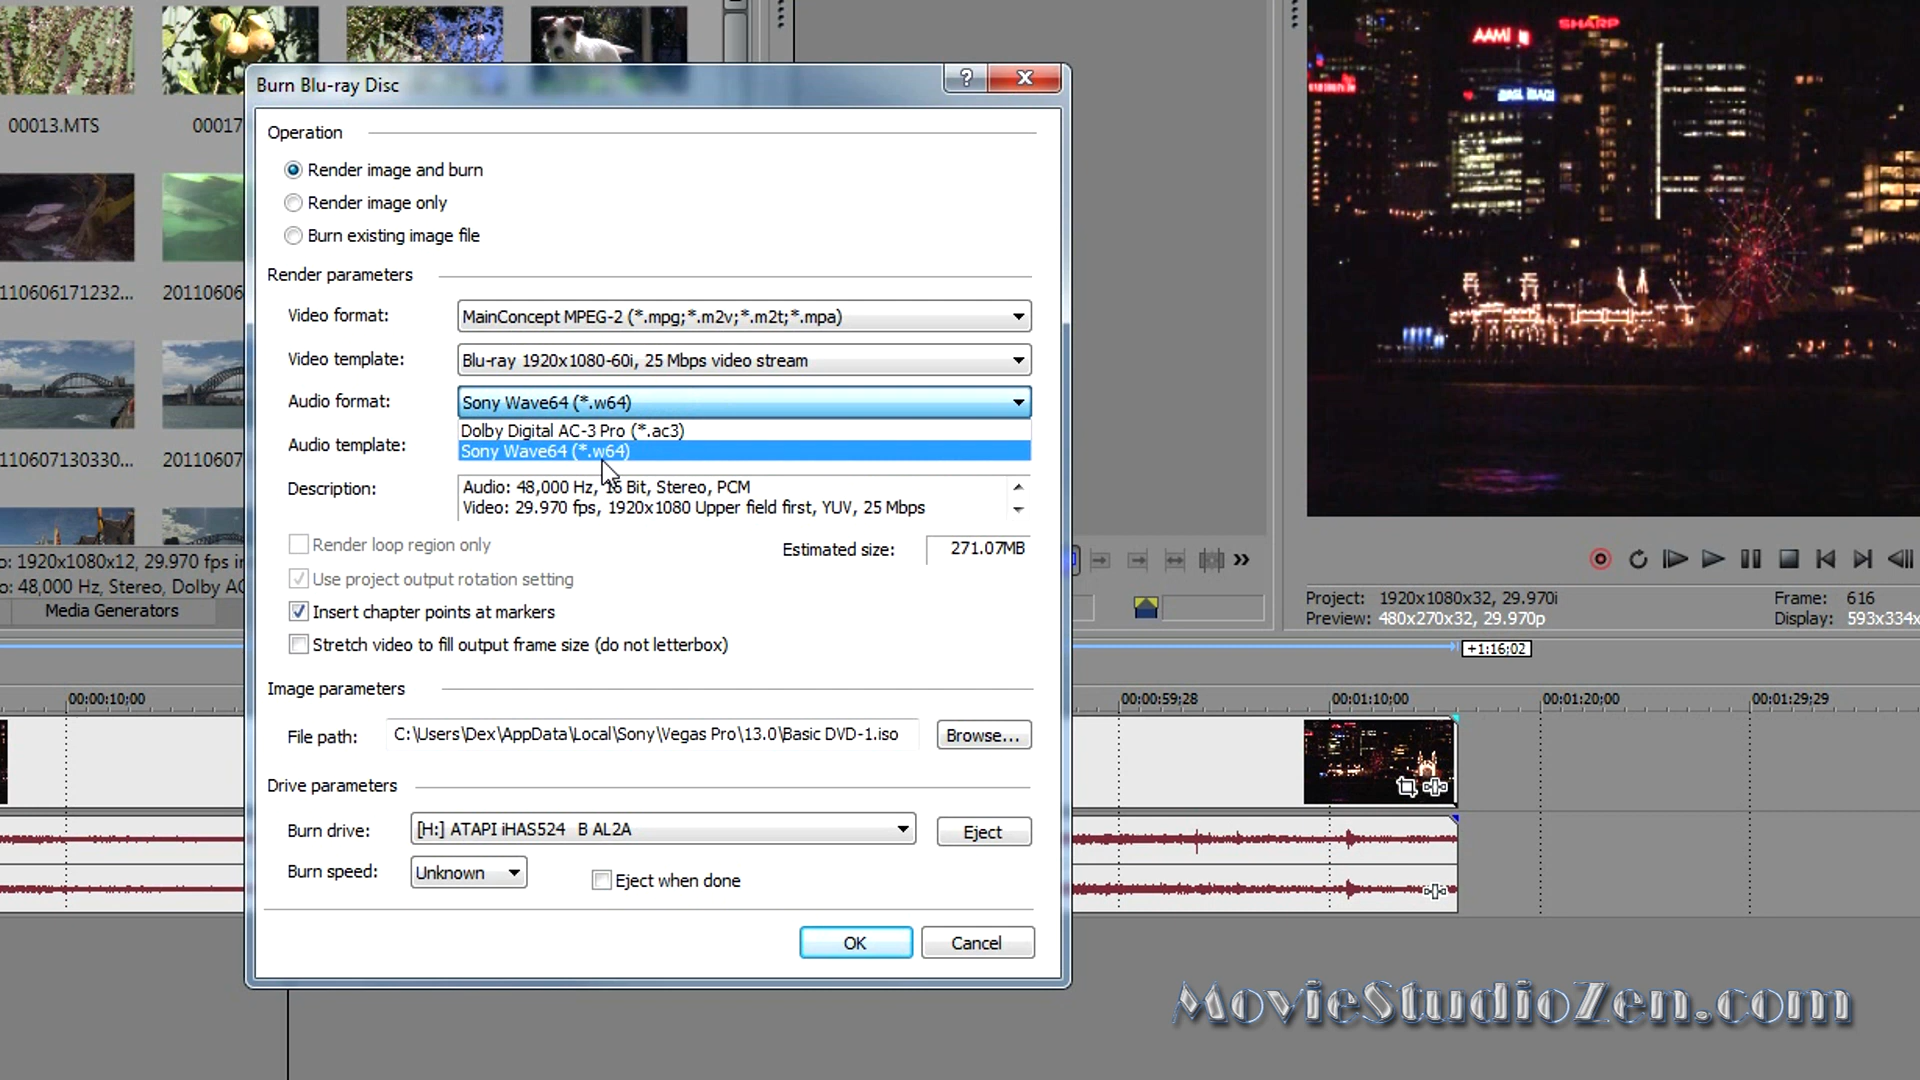 AAMI
SHARP
Burn Blu-ray Disc
?
X
00013.MTS
00017
Operation
Render image and burn
Render image only
Burn existing image file
Render parameters
110606171232...
20110606
Video format:
MainConcept MPEG-2 (*.mpg;*.m2v;*.m2t;*.mpa)
Video template:
Blu-ray 1920x1080-60i, 25 Mbps video stream
Audio format:
Sony Wave64 (*.w64)
Dolby Digital AC-3 Pro (*.ac3)
Audio template:
Sony Wave64 (*.w64)
110607130330...
20110607
Description:
Audio: 48,000 Hz, 16 Bit, Stereo, PCM
Video: 29.970 fps, 1920x1080 Upper field first, YUV, 25 Mbps
Render loop region only
Estimated size:
271.07MB
o: 1920x1080x12, 29.970 fps in
Use project output rotation setting
o: 48,000 Hz, Stereo, Dolby AC
Media Generators
Insert chapter points at markers
Stretch video to fill output frame size (do not letterbox)
Project: 1920x1080x32, 29.970i
Frame: 616
Preview: 480x270x32, 29.970p
Display: 593x334x
+1:16;02
Image parameters
00:00:10;00
00:00:59;28
00:01:10;00
00:01:20;00
00:01:29;29
File path:
C:\Users\Dex\AppData\Local\Sony\Vegas Pro\13.0\Basic DVD-1.iso
Browse...
Drive parameters
Burn drive:
[H:] ATAPI iHAS524 B AL2A
Eject
Burn speed:
Unknown
Eject when done
OK
Cancel
MovieStudioZen.com